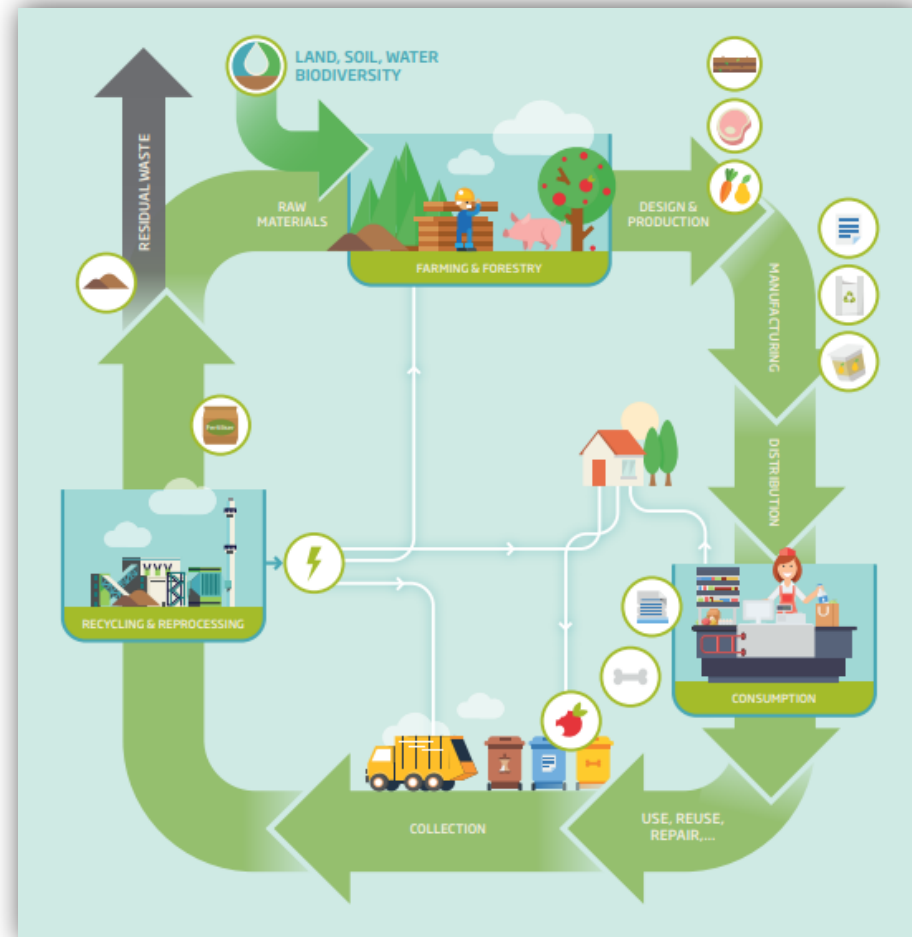 LAND, SOIL, WATER
BIODIVERSITY
RESIDUAL WASTE
RAW
MATERIALS
DESIGN &
PRODUCTION
FARMING & FORESTRY
MANUFACTURING
Fertiliser
DISTRIBUTION
RECYCLING & REPROCESSING
CONSUMPTION
COLLECTION
USE, REUSE,
REPAIR,...